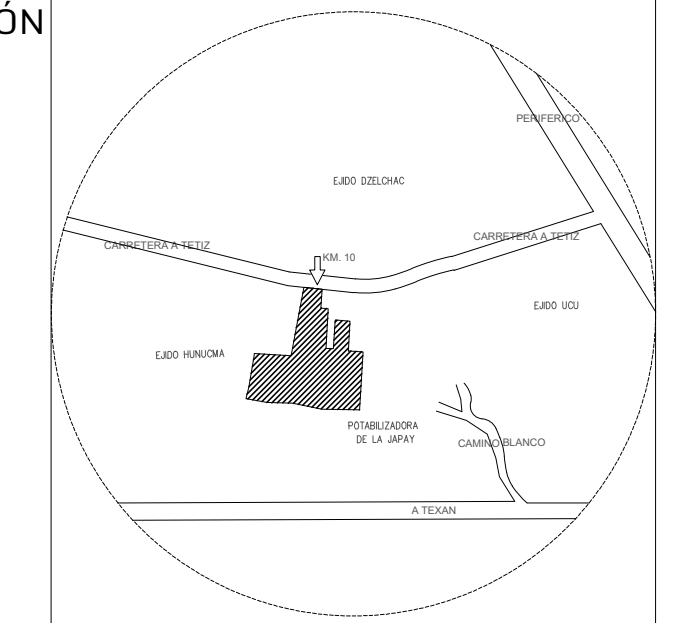 ÓN
PERIFERICO
EJIDO DZELCHAC
CARRETERA A TETIZ
CARRETERA A TETIZ
KM. 10
EJIDO UCU
EJIDO HUNUCMA
POTABILIZADORA
DE LA JAPAY
CAMINO BLANCO
A TEXAN